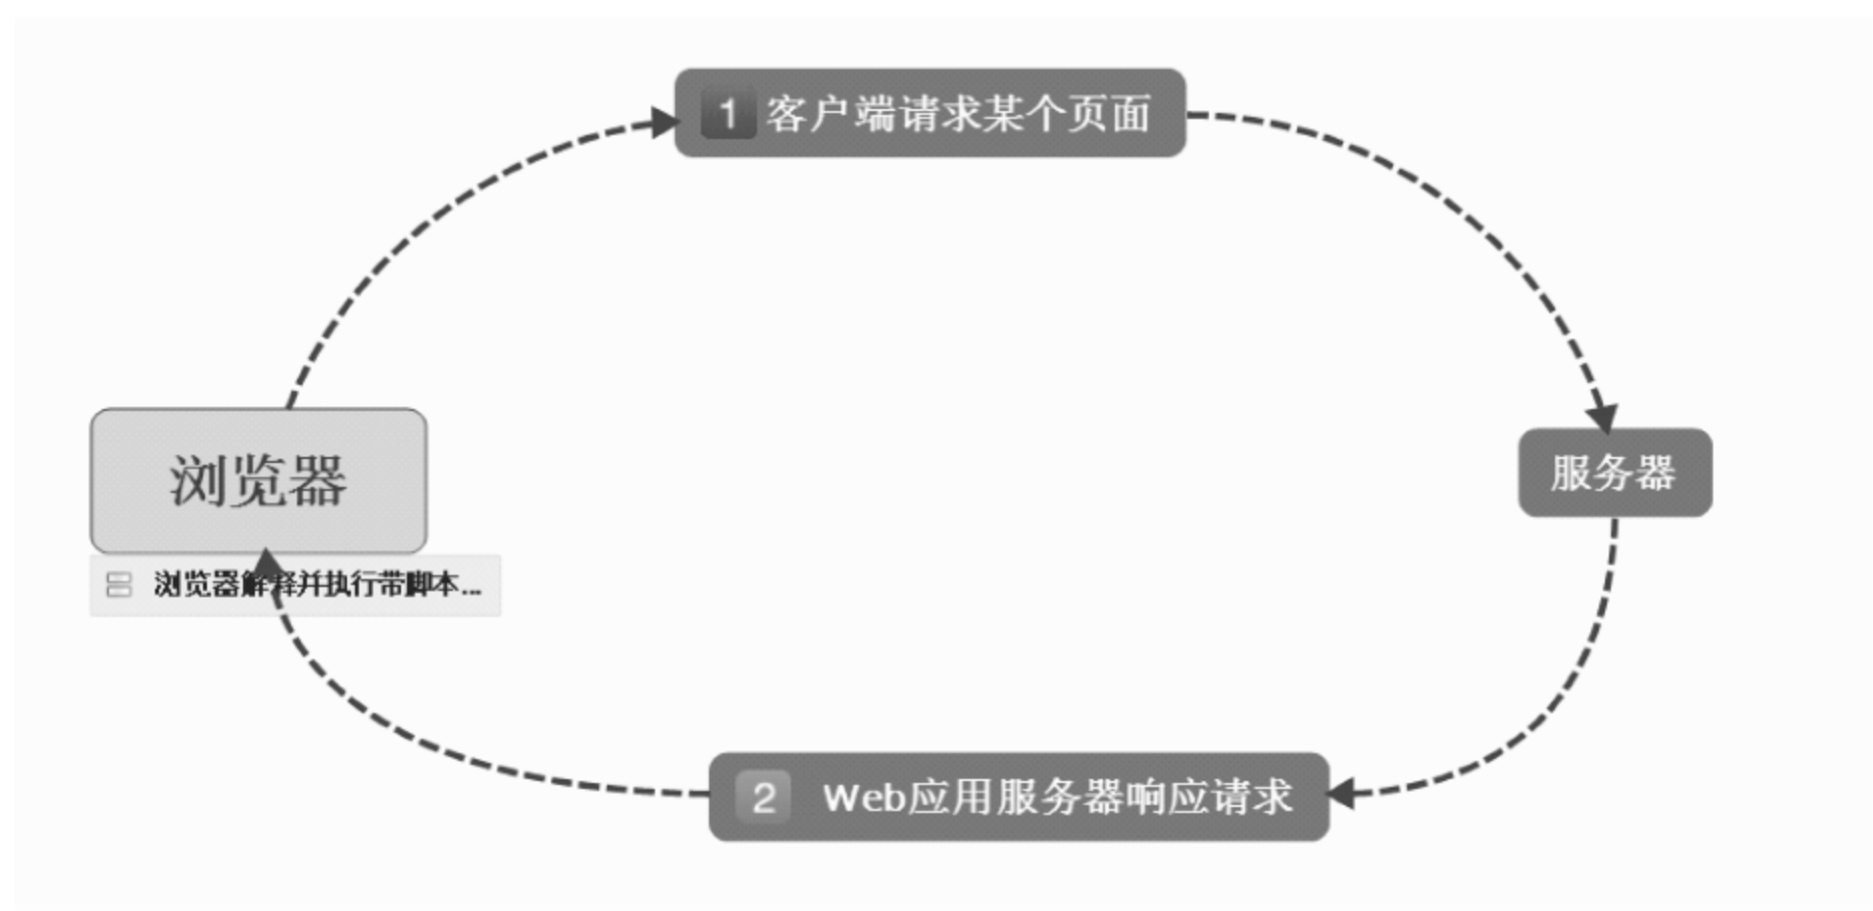 1 客户端请求某个页面
浏览器
服务器
浏览器解释并执行带脚本...
2 Web应用服务器响应请求